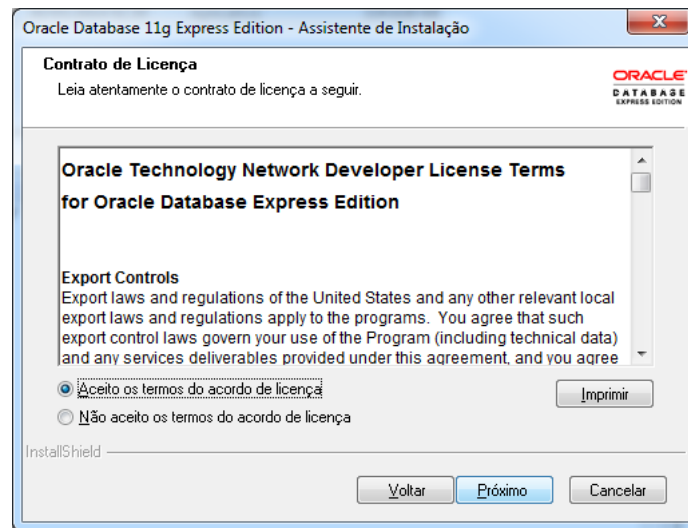 Oracle Database 11g Express Edition - Assistente de Instalação
Contrato de Licença
Leia atentamente o contrato de licença a seguir.
ORACLE
DATABASE
EXPRESS EDITION
Oracle Technology Network Developer License Terms
for Oracle Database Express Edition
Export Controls
Export laws and regulations of the United States and any other relevant local
export laws and regulations apply to the programs.  You agree that such
export control laws govern your use of the Program (including technical data)
and any services deliverables provided under this agreement, and you agree
Aceito os termos do acordo de licença
Imprimir
Não aceito os termos do acordo de licença
InstallShield
Voltar
Próximo
Cancelar